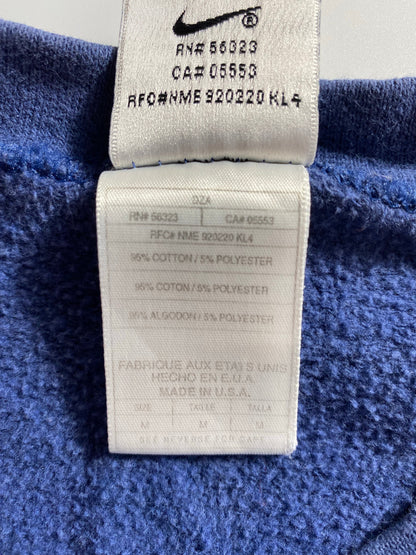 ®
RN# 56323
CA# 05553
RFC#NME 920220 KL4
DZA
RN# 56323 CA# 05553
RFC# NME 920220 KL4
95% COTTON / 5% POLYESTER
95% COTON / 5% POLYESTER
95% ALGODON / 5% POLYESTER
FABRIQUE AUX ETATS UNIS
HECHO EN E.U.A.
MADE IN U.S.A.
SIZE TAILLE TALLA
M M M
SEE REVERSE FOR CARE